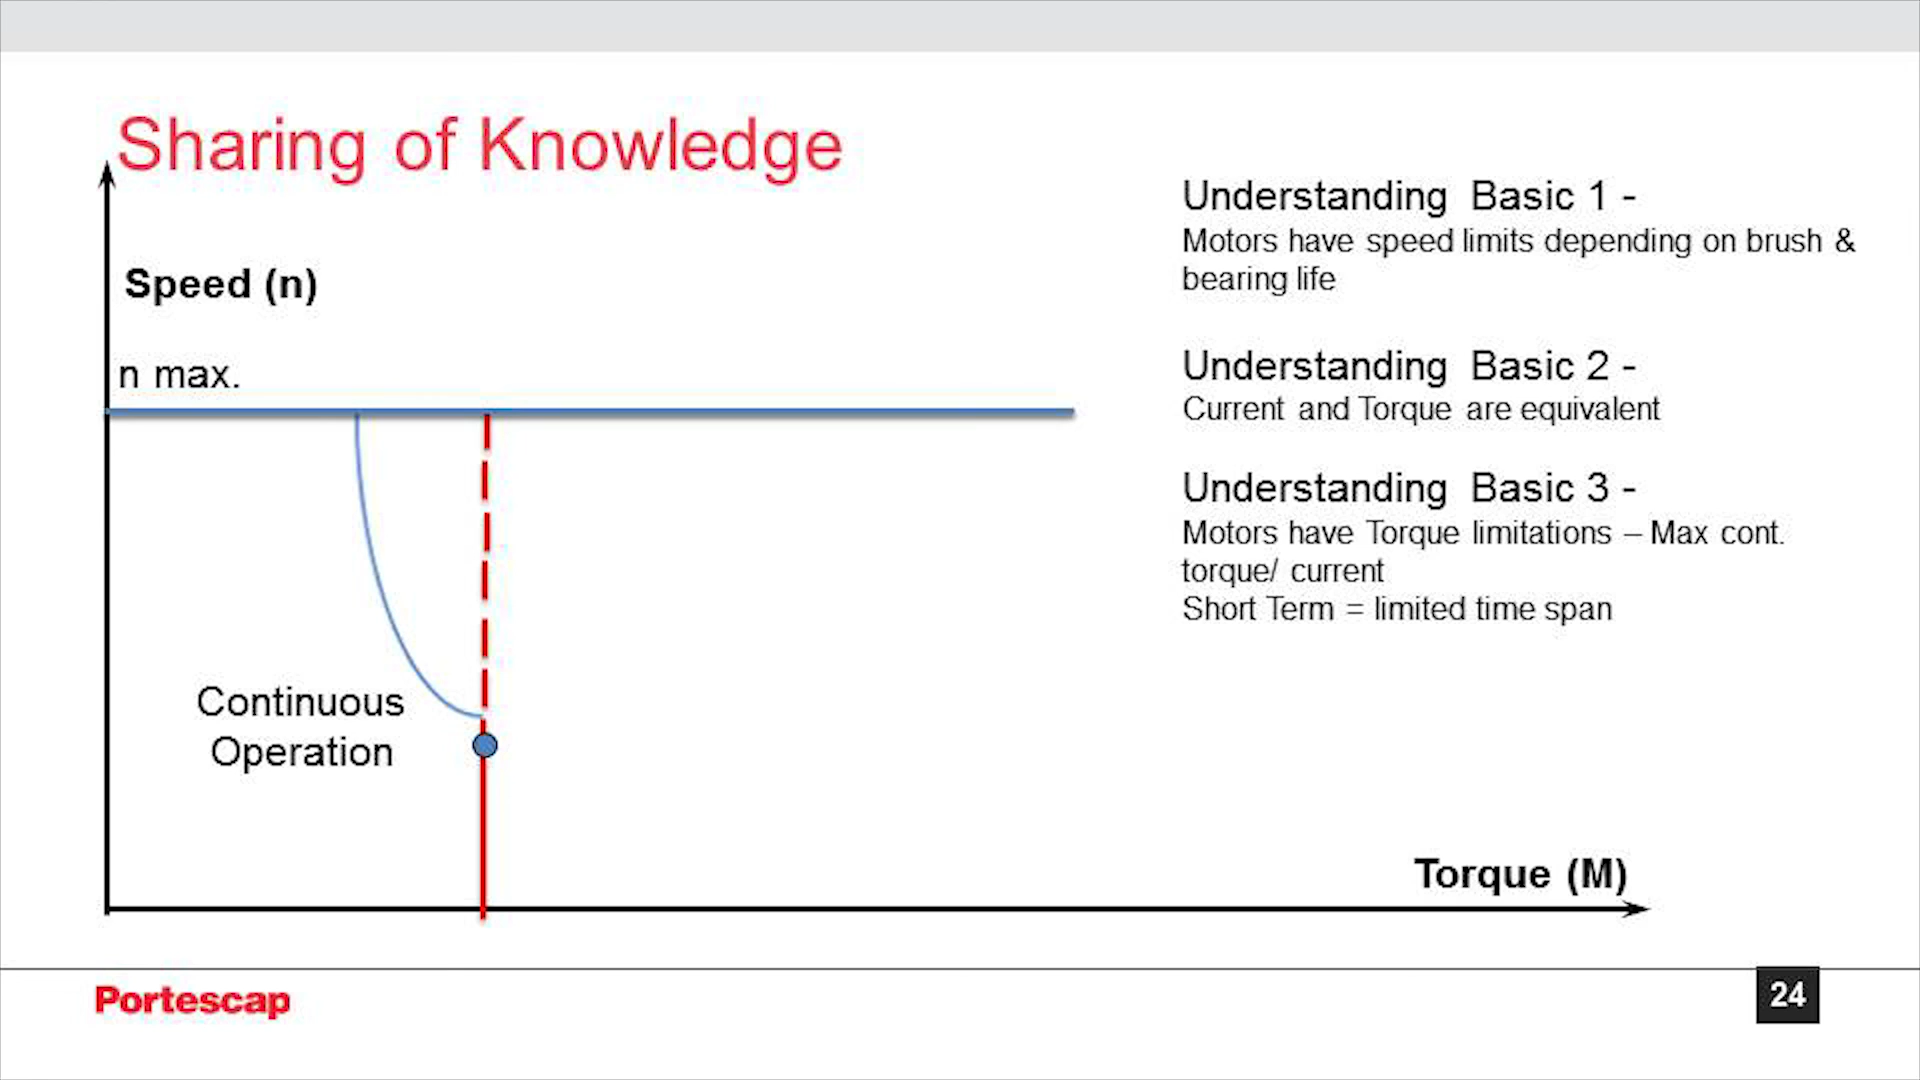 Sharing of Knowledge
Speed (n)
n max.
Continuous
Operation
Torque (M)
Understanding Basic 1 -
Motors have speed limits depending on brush &
bearing life
Understanding Basic 2 -
Current and Torque are equivalent
Understanding Basic 3 -
Motors have Torque limitations – Max cont.
torque/ current
Short Term = limited time span
Portescap
24